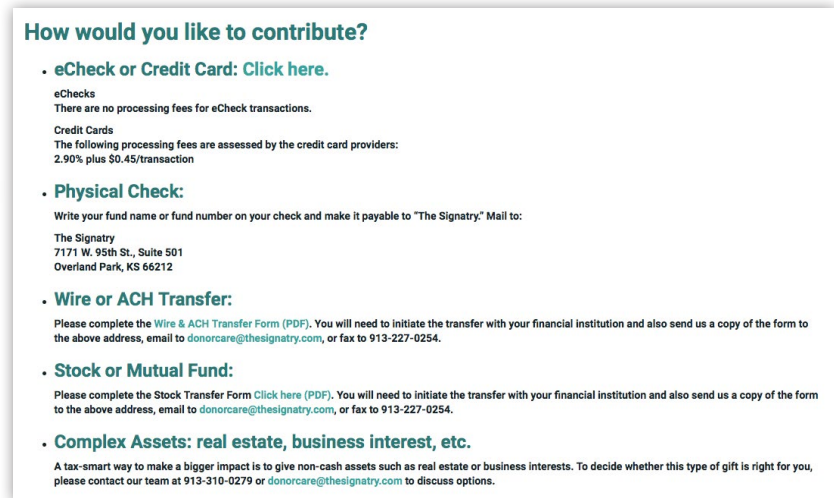 How would you like to contribute?
eCheck or Credit Card: Click here.
eChecks
There are no processing fees for eCheck transactions.
Credit Cards
The following processing fees are assessed by the credit card providers:
2.90% plus $0.45/transaction
Physical Check:
Write your fund name or fund number on your check and make it payable to “The Signatry.” Mail to:
The Signatry
7171 W. 95th St., Suite 501
Overland Park, KS 66212
Wire or ACH Transfer:
Please complete the Wire & ACH Transfer Form (PDF). You will need to initiate the transfer with your financial institution and also send us a copy of the form to
the above address, email to donorcare@thesignatry.com, or fax to 913-227-0254.
Stock or Mutual Fund:
Please complete the Stock Transfer Form Click here (PDF). You will need to initiate the transfer with your financial institution and also send us a copy of the form
to the above address, email to donorcare@thesignatry.com, or fax to 913-227-0254.
Complex Assets: real estate, business interest, etc.
A tax-smart way to make a bigger impact is to give non-cash assets such as real estate or business interests. To decide whether this type of gift is right for you,
please contact our team at 913-310-0279 or donorcare@thesignatry.com to discuss options.